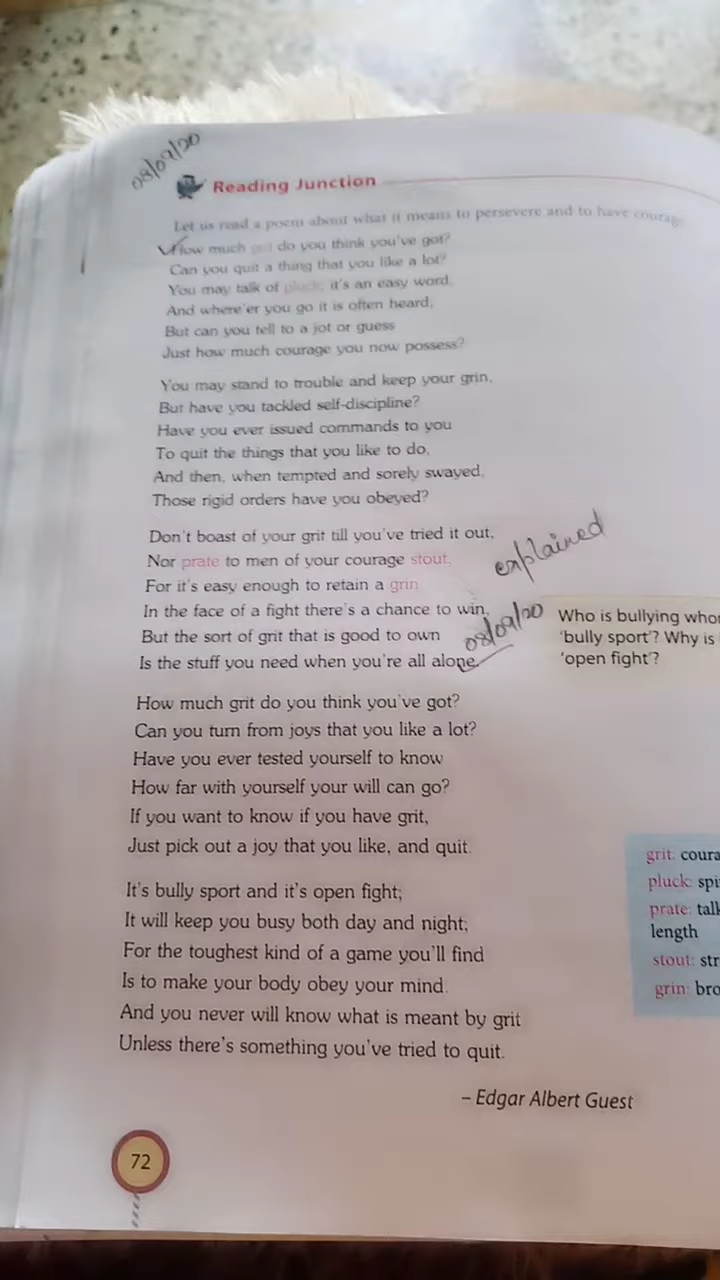 08/09/20
Reading Junction
Let us read a poem about what it means to persevere and to have courage
How much grit do you think you've got?
Can you quit a thing that you like a lot?
You may talk of pluck; it's an easy word,
And where'er you go it is often heard;
But can you tell to a jot or guess
Just how much courage you now possess?
You may stand to trouble and keep your grin,
But have you tackled self-discipline?
Have you ever issued commands to you
To quit the things that you like to do,
And then, when tempted and sorely swayed,
Those rigid orders have you obeyed?
Don't boast of your grit till you've tried it out,
Nor prate to men of your courage stout,
For it's easy enough to retain a grin
In the face of a fight there's a chance to win,
But the sort of grit that is good to own
Is the stuff you need when you're all alone.
explained
08/09/20
Who is bullying who
'bully sport'? Why is
'open fight'?
How much grit do you think you've got?
Can you turn from joys that you like a lot?
Have you ever tested yourself to know
How far with yourself your will can go?
If you want to know if you have grit,
Just pick out a joy that you like, and quit.
It's bully sport and it's open fight;
It will keep you busy both day and night;
For the toughest kind of a game you'll find
Is to make your body obey your mind.
And you never will know what is meant by grit
Unless there's something you've tried to quit.
– Edgar Albert Guest
grit: coura
pluck: spi
prate: talk
length
stout: str
grin: bro
72